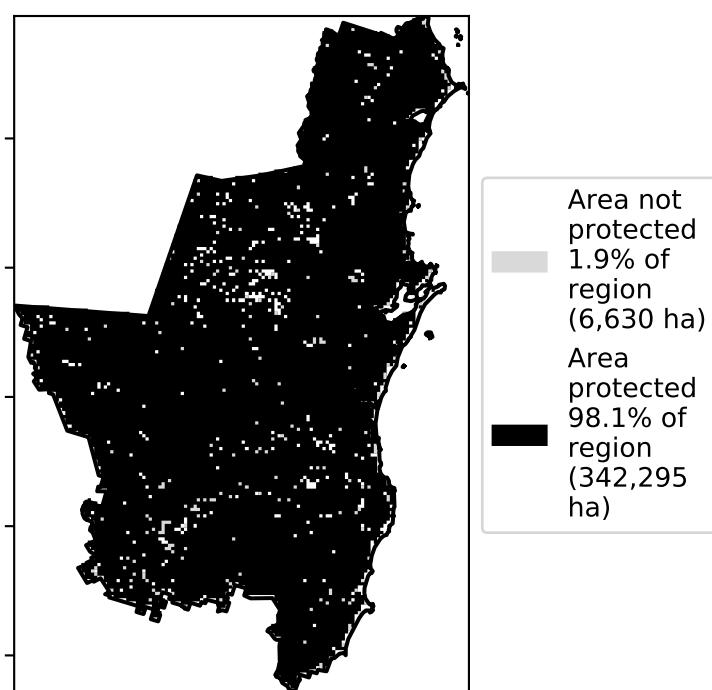 Area not
protected
1.9% of
region
(6,630 ha)
Area
protected
98.1% of
region
(342,295
ha)